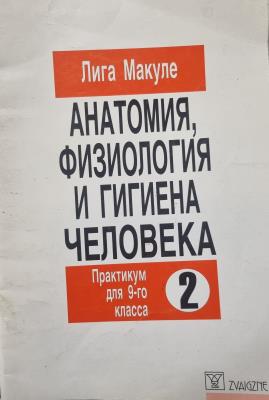 Лига Макуле
АНАТОМИЯ,
ФИЗИОЛОГИЯ
И ГИГИЕНА
ЧЕЛОВЕКА
Практикум
для 9-го
класса
2
ZVAIGZNE